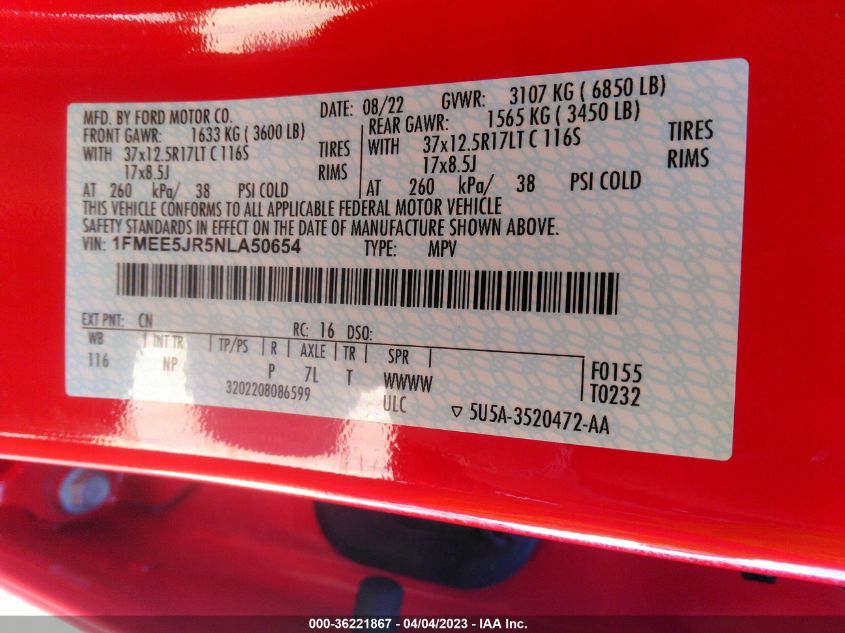 MFD. BY FORD MOTOR CO. DATE: 08/22 GVWR: 3107 KG ( 6850 LB)
FRONT GAWR: 1633 KG ( 3600 LB) REAR GAWR: 1565 KG ( 3450 LB)
WITH 37x12.5R17LT C 116S TIRES WITH 37x12.5R17LT C 116S TIRES
17x8.5J RIMS 17x8.5J RIMS
AT 260 kPa/ 38 PSI COLD AT 260 kPa/ 38 PSI COLD
THIS VEHICLE CONFORMS TO ALL APPLICABLE FEDERAL MOTOR VEHICLE
SAFETY STANDARDS IN EFFECT ON THE DATE OF MANUFACTURE SHOWN ABOVE.
VIN: 1FMEE5JR5NLA50654 TYPE: MPV
EXT PNT: CN RC: 16 DSO:
WB INT TR TP/PS R AXLE TR SPR
116 NP P 7L T WWWW F0155
3202208086599 ULC T0232
▽ 5U5A-3520472-AA
000-36221867 - 04/04/2023 - IAA Inc.